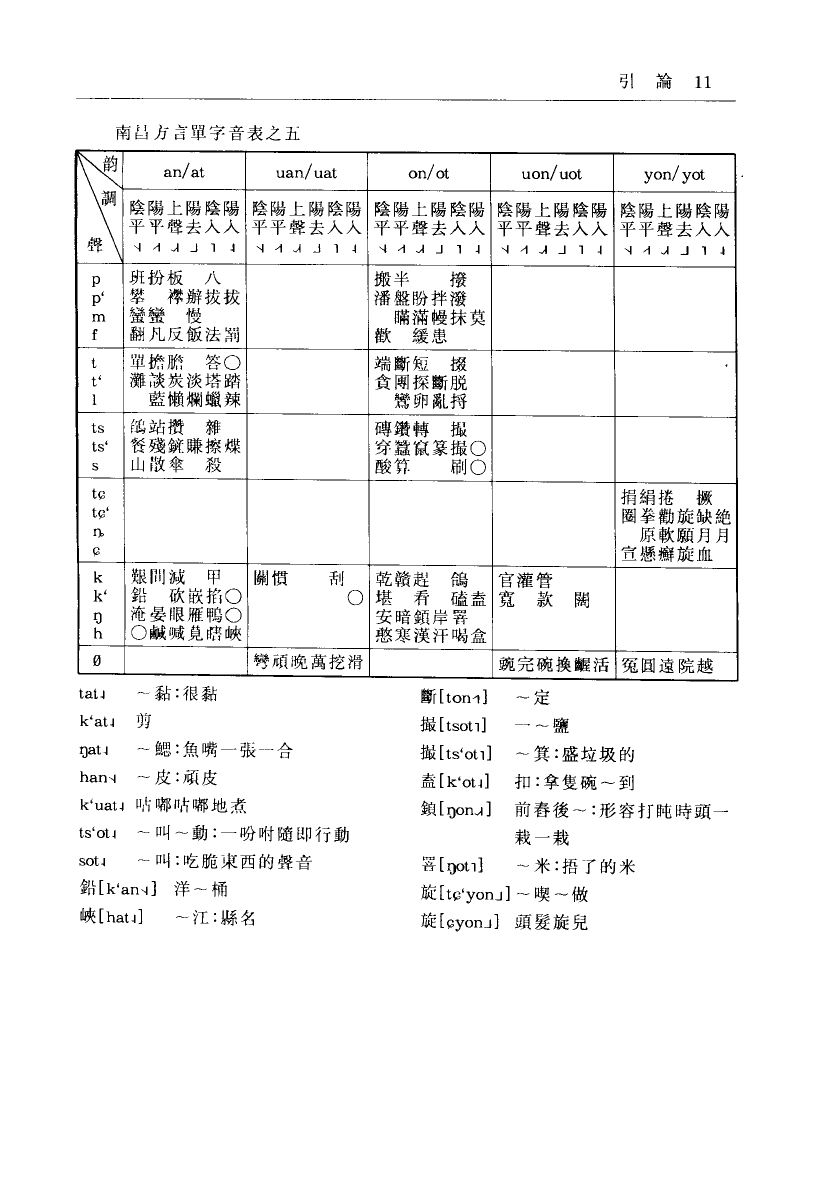 引 論 11
南昌方言單字音表之五
韵 an/at uan/uat on/ot uon/uot yon/yot
調 陰陽上陽陰陽 陰陽上陽陰陽 陰陽上陽陰陽 陰陽上陽陰陽 陰陽上陽陰陽
平平聲去入入 平平聲去入入 平平聲去入入 平平聲去入入 平平聲去入入
聲
p 班扮板 八 搬半 撥
p‘ 攀 襻辦拔拔 潘盤盼拌潑
m 蠻蠻 慢 瞞滿幔抹莫
f 翻凡反飯法罰 歡 緩患
t 單擔膽 答○ 端斷短 掇
t‘ 灘談炭淡塔踏 貪團探斷脱
l 藍懶爛蠟辣 鸞卵亂捋
ts 站攢 雜 磚鑽轉 撮
ts‘ 餐殘鏟賺擦煠 穿蠶竄篆撮○
s 山散傘 殺 酸算 刷○
tɕ 捐絹捲 撅
tɕ‘ 圈拳勸旋缺絶
ȵ 原軟願月月
ɕ 宣懸癬旋血
k 艱間減 甲 關慣 刮 乾贛趕 鴿 官灌管
k‘ 鉛 砍嵌掐○ ○ 堪 看 磕盍 寬 款 闊
ŋ 淹晏眼雁鴨○ 安暗鎖岸罯
h ○鹹喊莧瞎峽 憨寒漢汗喝盒
ø 彎頑晚萬挖滑 豌完碗換 活 冤圓遠院越
tat˨ ～黏：很黏
k‘at˨ 剪
ŋat˨ ～鰓：魚嘴一張一合
han ～皮：頑皮
k‘uat˨ 咕嘟咕嘟地煮
ts‘ot˨ ～叫～動：一吩咐隨即行動
sot˨ ～叫：吃脆東西的聲音
鉛[k‘an] 洋～桶
峽[hat˨] ～江：縣名
斷[ton] ～定
撮[tsot˥] 一～鹽
撮[ts‘ot˥] ～箕：盛垃圾的
盍[k‘ot˨] 扣：拿隻碗～到
[ŋon] 前舂後～：形容打盹時頭一
栽一栽
罯[ŋot˥] ～米：捂了的米
旋[tɕ‘yon˩] ～喫～做
旋[ɕyon˩] 頭髮旋兒